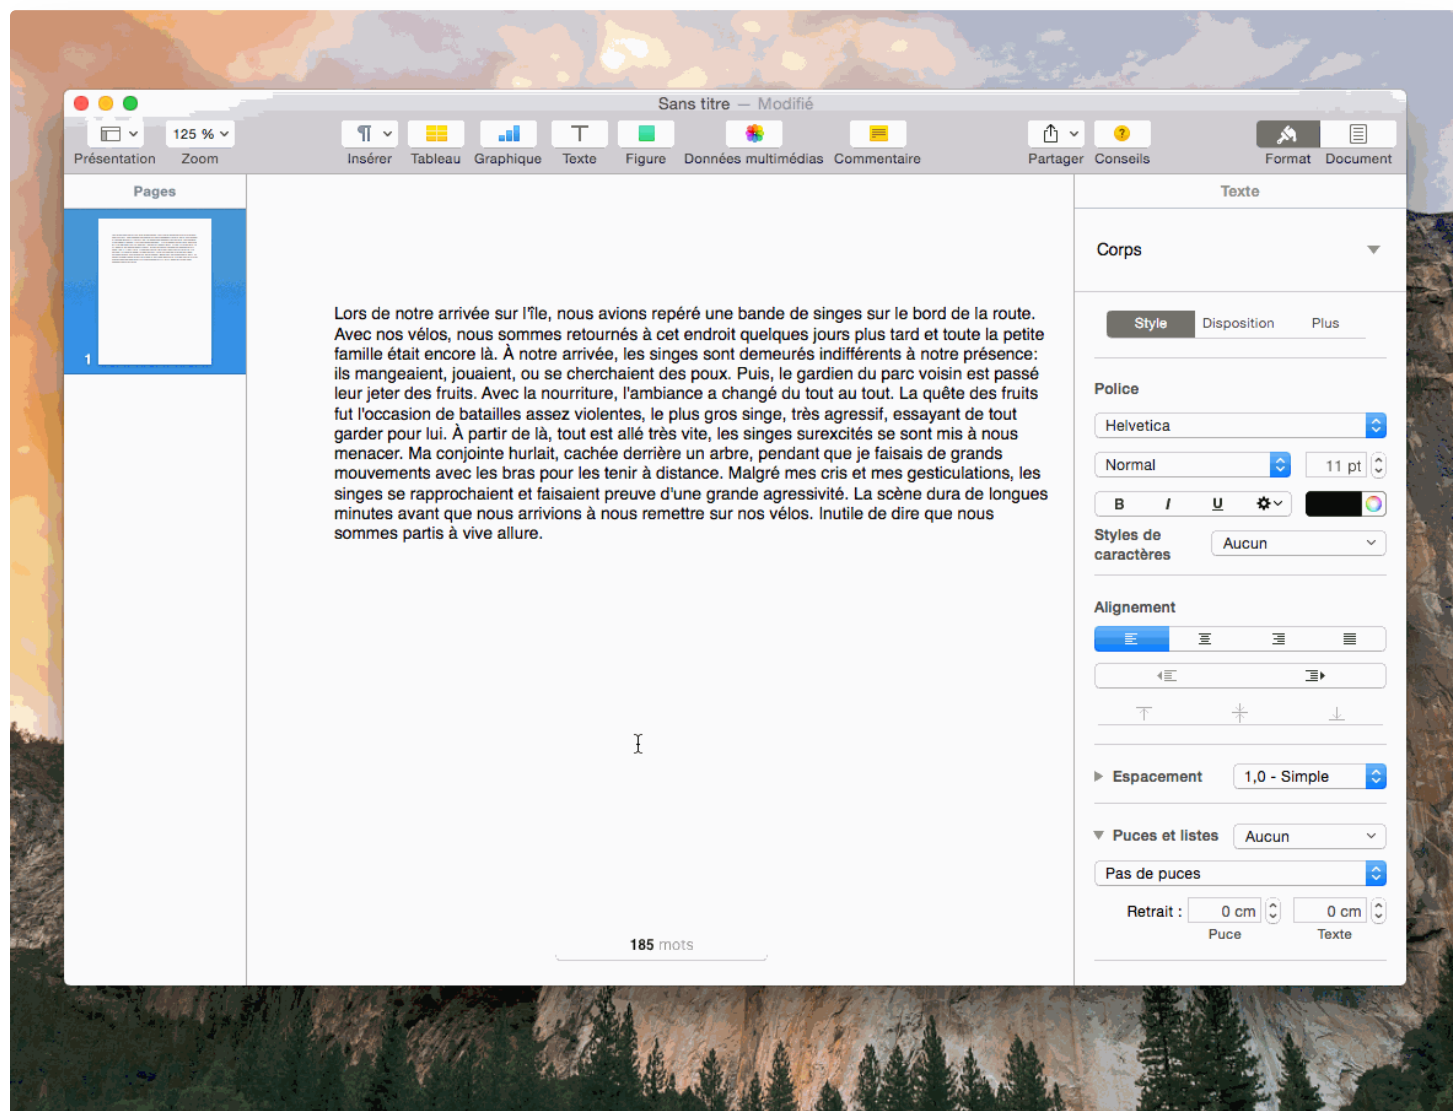 Sans titre — Modifié
125 %
Présentation Zoom Insérer Tableau Graphique Texte Figure Données multimédias Commentaire Partager Conseils Format Document
Pages
1
Lors de notre arrivée sur l'île, nous avions repéré une bande de singes sur le bord de la route.
Avec nos vélos, nous sommes retournés à cet endroit quelques jours plus tard et toute la petite
famille était encore là. À notre arrivée, les singes sont demeurés indifférents à notre présence:
ils mangeaient, jouaient, ou se cherchaient des poux. Puis, le gardien du parc voisin est passé
leur jeter des fruits. Avec la nourriture, l'ambiance a changé du tout au tout. La quête des fruits
fut l'occasion de batailles assez violentes, le plus gros singe, très agressif, essayant de tout
garder pour lui. À partir de là, tout est allé très vite, les singes surexcités se sont mis à nous
menacer. Ma conjointe hurlait, cachée derrière un arbre, pendant que je faisais de grands
mouvements avec les bras pour les tenir à distance. Malgré mes cris et mes gesticulations, les
singes se rapprochaient et faisaient preuve d'une grande agressivité. La scène dura de longues
minutes avant que nous arrivions à nous remettre sur nos vélos. Inutile de dire que nous
sommes partis à vive allure.
185 mots
Texte
Corps
Style Disposition Plus
Police
Helvetica
Normal 11 pt
B I U
Styles de
caractères Aucun
Alignement
Espacement 1,0 - Simple
Puces et listes Aucun
Pas de puces
Retrait : 0 cm 0 cm
Puce Texte